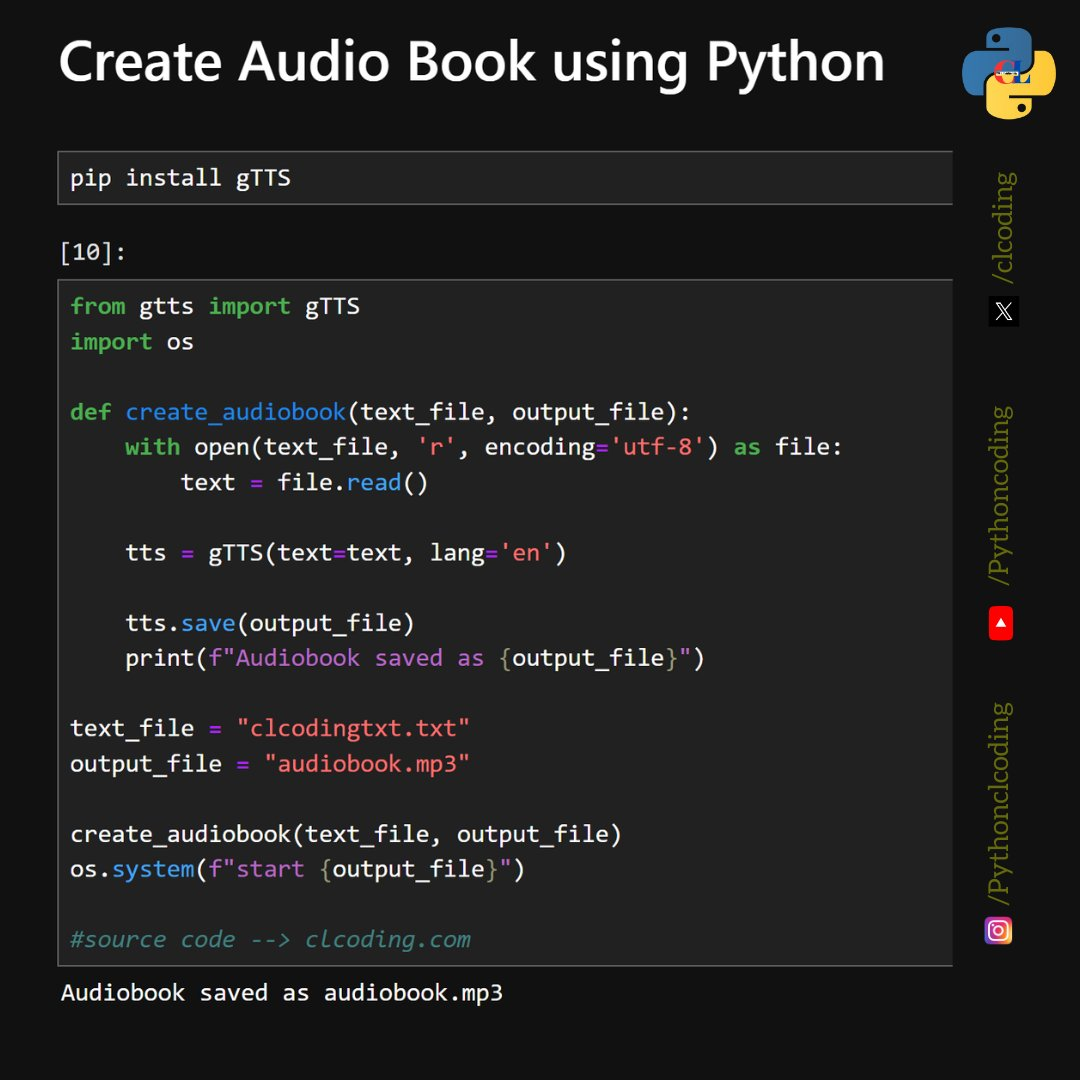 Create Audio Book using Python
CL
pip install gTTS
[10]:
from gtts import gTTS
import os
def create_audiobook(text_file, output_file):
    with open(text_file, 'r', encoding='utf-8') as file:
        text = file.read()
    tts = gTTS(text=text, lang='en')
    tts.save(output_file)
    print(f"Audiobook saved as {output_file}")
text_file = "clcodingtxt.txt"
output_file = "audiobook.mp3"
create_audiobook(text_file, output_file)
os.system(f"start {output_file}")
#source code --> clcoding.com
Audiobook saved as audiobook.mp3
/clcoding
/Pythoncoding
/Pythonclcoding